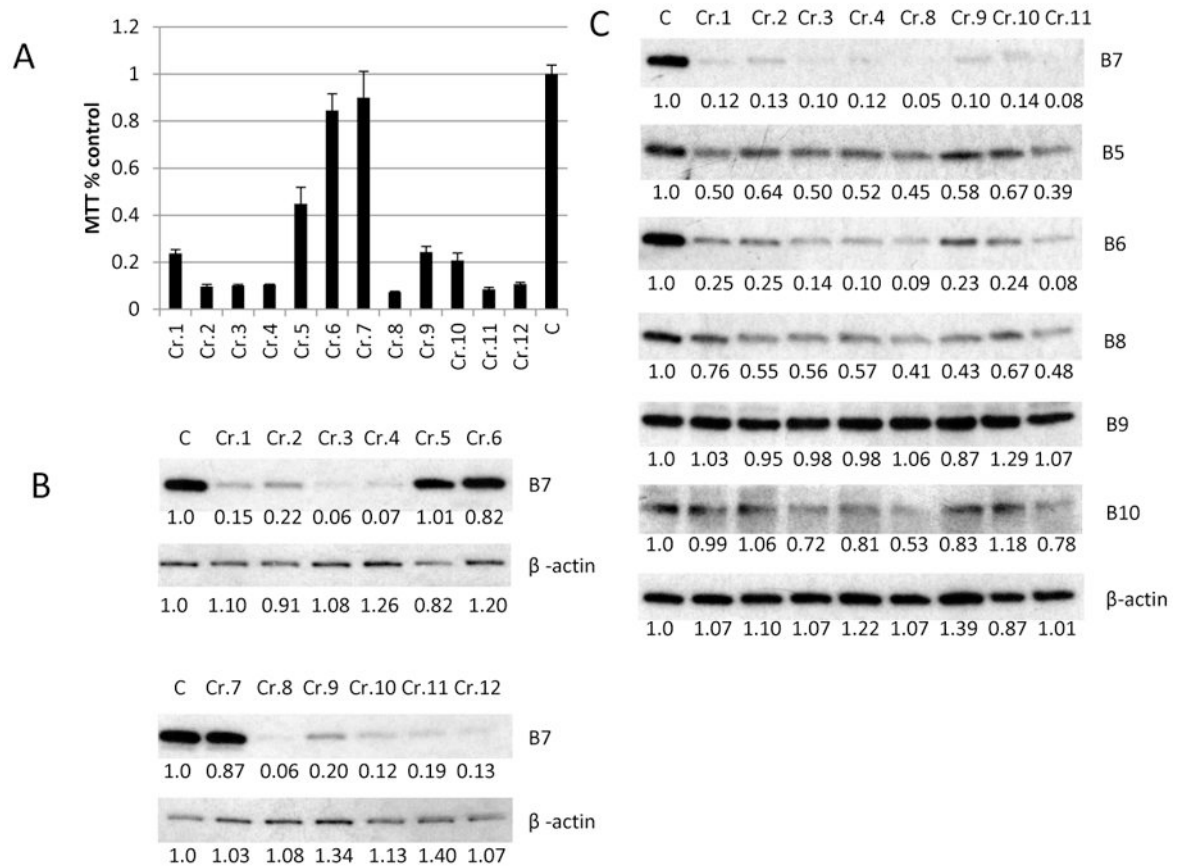 A
MTT % control
1.2
1
0.8
0.6
0.4
0.2
0
Cr.1
Cr.2
Cr.3
Cr.4
Cr.5
Cr.6
Cr.7
Cr.8
Cr.9
Cr.10
Cr.11
Cr.12
C
B
C Cr.1 Cr.2 Cr.3 Cr.4 Cr.5 Cr.6
B7
1.0 0.15 0.22 0.06 0.07 1.01 0.82
β -actin
1.0 1.10 0.91 1.08 1.26 0.82 1.20
C Cr.7 Cr.8 Cr.9 Cr.10 Cr.11 Cr.12
B7
1.0 0.87 0.06 0.20 0.12 0.19 0.13
β -actin
1.0 1.03 1.08 1.34 1.13 1.40 1.07
C
C Cr.1 Cr.2 Cr.3 Cr.4 Cr.8 Cr.9 Cr.10 Cr.11
B7
1.0 0.12 0.13 0.10 0.12 0.05 0.10 0.14 0.08
B5
1.0 0.50 0.64 0.50 0.52 0.45 0.58 0.67 0.39
B6
1.0 0.25 0.25 0.14 0.10 0.09 0.23 0.24 0.08
B8
1.0 0.76 0.55 0.56 0.57 0.41 0.43 0.67 0.48
B9
1.0 1.03 0.95 0.98 0.98 1.06 0.87 1.29 1.07
B10
1.0 0.99 1.06 0.72 0.81 0.53 0.83 1.18 0.78
β-actin
1.0 1.07 1.10 1.07 1.22 1.07 1.39 0.87 1.01